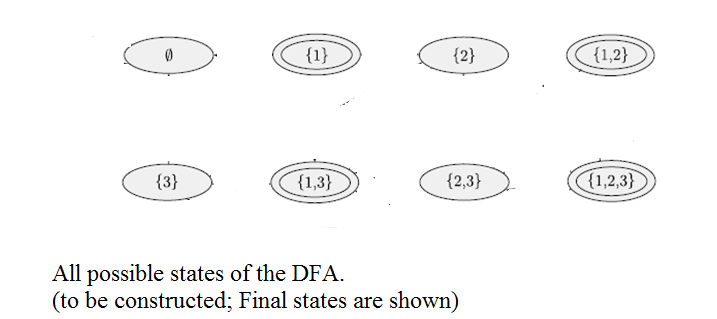 ∅ {1} {2} {1,2}
{3} {1,3} {2,3} {1,2,3}
All possible states of the DFA.
(to be constructed; Final states are shown)